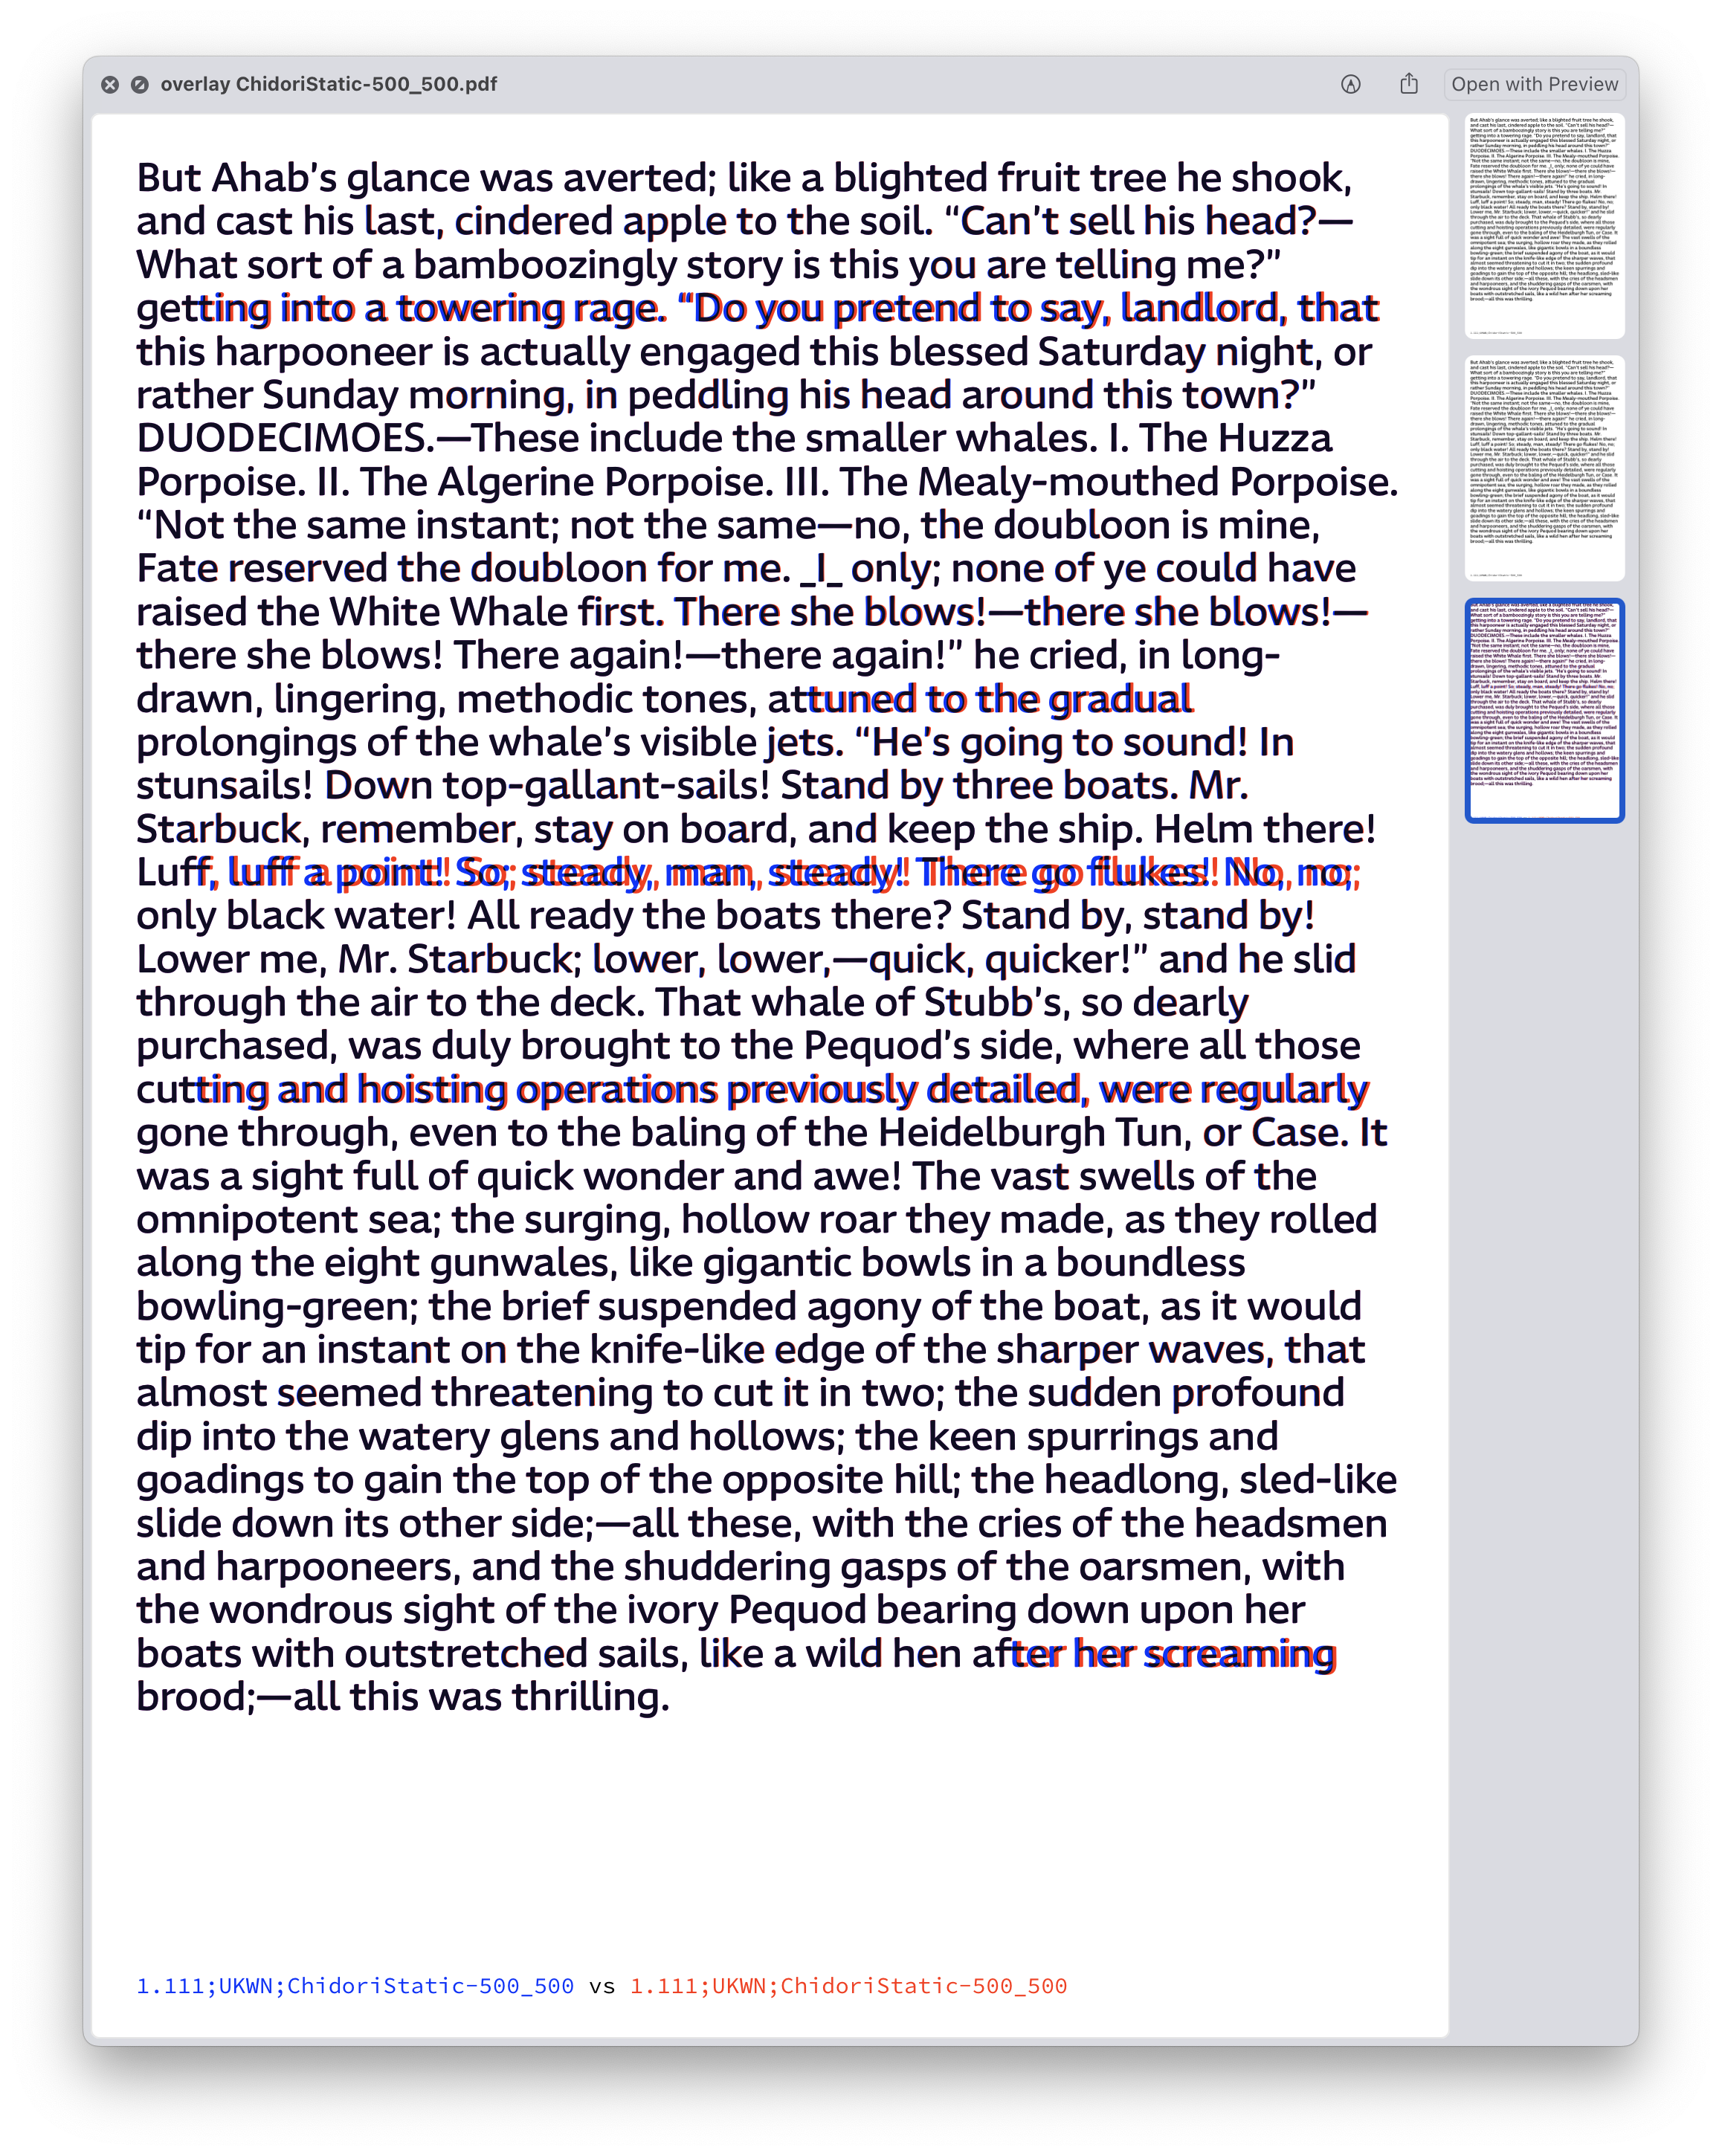 overlay ChidoriStatic-500_500.pdf
Open with Preview
But Ahab’s glance was averted; like a blighted fruit tree he shook,
and cast his last, cindered apple to the soil. “Can’t sell his head?—
What sort of a bamboozingly story is this you are telling me?”
getting into a towering rage. “Do you pretend to say, landlord, that
this harpooneer is actually engaged this blessed Saturday night, or
rather Sunday morning, in peddling his head around this town?”
DUODECIMOES.—These include the smaller whales. I. The Huzza
Porpoise. II. The Algerine Porpoise. III. The Mealy-mouthed Porpoise.
“Not the same instant; not the same—no, the doubloon is mine,
Fate reserved the doubloon for me. _I_ only; none of ye could have
raised the White Whale first. There she blows!—there she blows!—
there she blows! There again!—there again!” he cried, in long-
drawn, lingering, methodic tones, attuned to the gradual
prolongings of the whale’s visible jets. “He’s going to sound! In
stunsails! Down top-gallant-sails! Stand by three boats. Mr.
Starbuck, remember, stay on board, and keep the ship. Helm there!
Luff, luff a point! So; steady, man, steady! There go flukes! No, no;
only black water! All ready the boats there? Stand by, stand by!
Lower me, Mr. Starbuck; lower, lower,—quick, quicker!” and he slid
through the air to the deck. That whale of Stubb’s, so dearly
purchased, was duly brought to the Pequod’s side, where all those
cutting and hoisting operations previously detailed, were regularly
gone through, even to the baling of the Heidelburgh Tun, or Case. It
was a sight full of quick wonder and awe! The vast swells of the
omnipotent sea; the surging, hollow roar they made, as they rolled
along the eight gunwales, like gigantic bowls in a boundless
bowling-green; the brief suspended agony of the boat, as it would
tip for an instant on the knife-like edge of the sharper waves, that
almost seemed threatening to cut it in two; the sudden profound
dip into the watery glens and hollows; the keen spurrings and
goadings to gain the top of the opposite hill; the headlong, sled-like
slide down its other side;—all these, with the cries of the headsmen
and harpooneers, and the shuddering gasps of the oarsmen, with
the wondrous sight of the ivory Pequod bearing down upon her
boats with outstretched sails, like a wild hen after her screaming
brood;—all this was thrilling.
1.111;UKWN;ChidoriStatic-500_500 vs 1.111;UKWN;ChidoriStatic-500_500